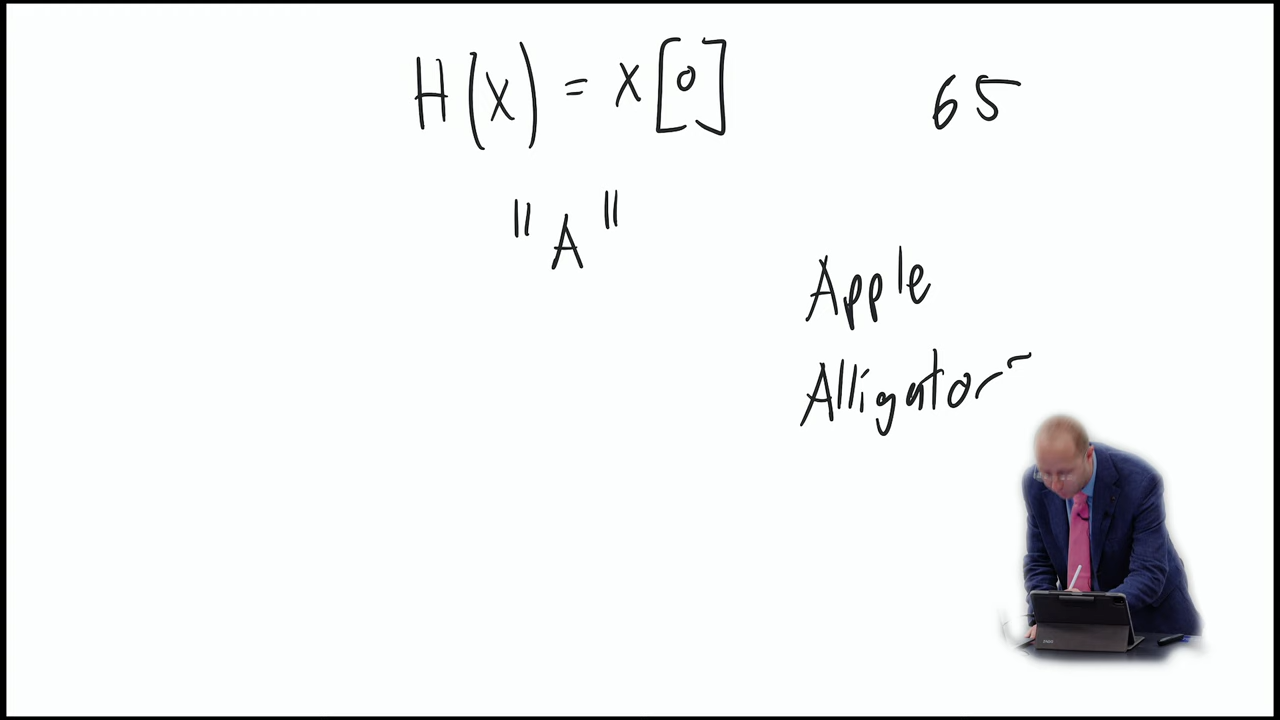 H(X) = X[0] 65
"A"
Apple
Alligator